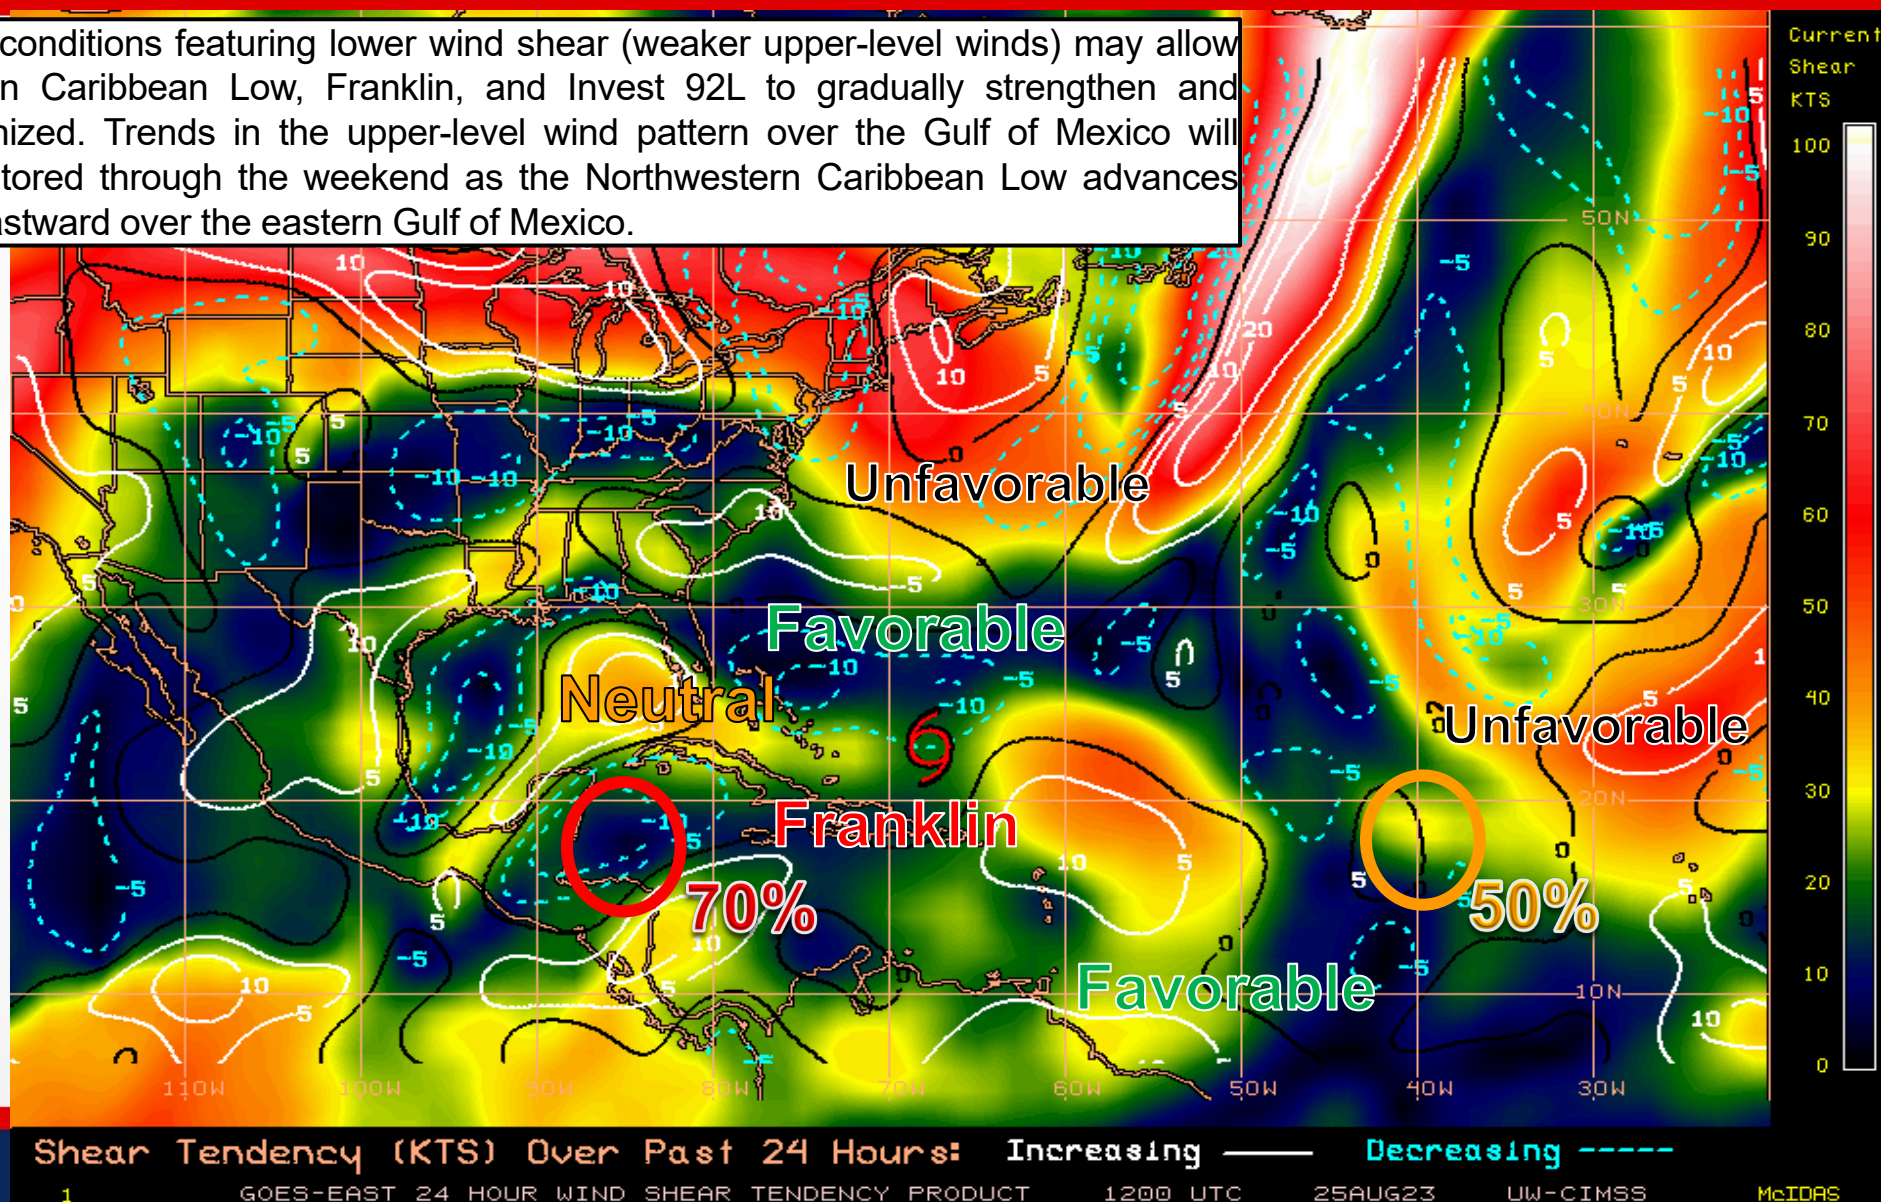 conditions featuring lower wind shear (weaker upper-level winds) may allow
n Caribbean Low, Franklin, and Invest 92L to gradually strengthen and
nized. Trends in the upper-level wind pattern over the Gulf of Mexico will
tored through the weekend as the Northwestern Caribbean Low advances
astward over the eastern Gulf of Mexico.
Current
Shear
KTS
100
90
80
70
60
50
40
30
20
10
0
50N
40N
30N
20N
10N
Unfavorable
Favorable
Neutral
Unfavorable
Franklin
70%
50%
Favorable
110W 100W 90W 80W 70W 60W 50W 40W 30W
Shear Tendency (KTS) Over Past 24 Hours: Increasing Decreasing
1 GOES-EAST 24 HOUR WIND SHEAR TENDENCY PRODUCT 1200 UTC 25AUG23 UW-CIMSS McIDAS